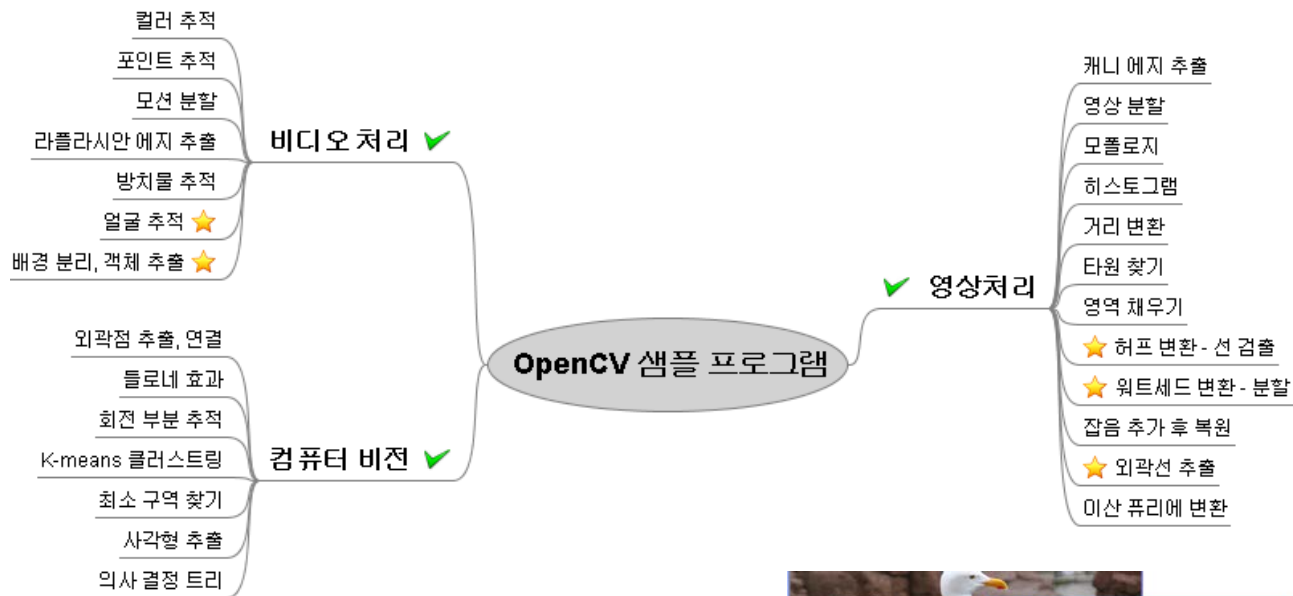 컬러 추적
포인트 추적
모션 분할
라플라시안 에지 추출
방치물 추적
얼굴 추적
배경 분리, 객체 추출
비디오 처리
외곽점 추출, 연결
들로네 효과
회전 부분 추적
K-means 클러스트링
최소 구역 찾기
사각형 추출
의사 결정 트리
컴퓨터 비전
OpenCV 샘플 프로그램
영상처리
캐니 에지 추출
영상 분할
모폴로지
히스토그램
거리 변환
타원 찾기
영역 채우기
허프 변환 - 선 검출
워트세드 변환 - 분할
잡음 추가 후 복원
외곽선 추출
이산 퓨리에 변환